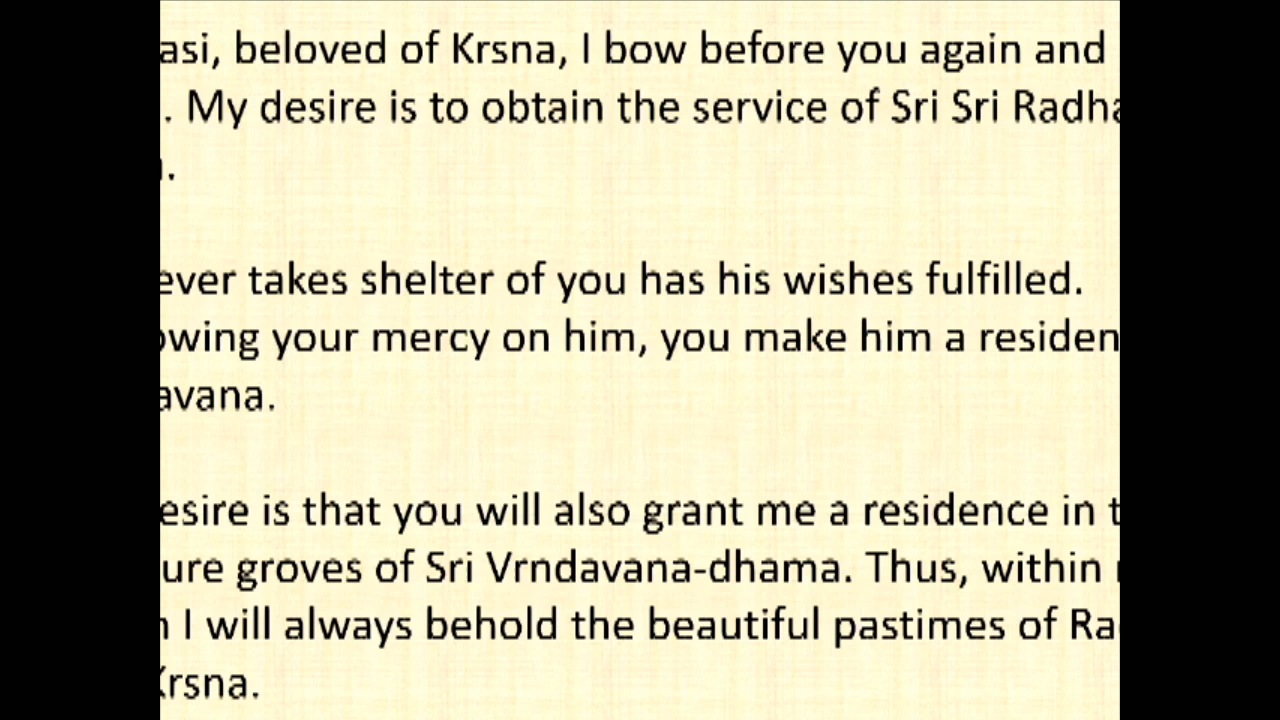 asi, beloved of Krsna, I bow before you again and
. My desire is to obtain the service of Sri Sri Radha
.
ever takes shelter of you has his wishes fulfilled.
owing your mercy on him, you make him a residen
avana.
esire is that you will also grant me a residence in t
ure groves of Sri Vrndavana-dhama. Thus, within
I will always behold the beautiful pastimes of Ra
Krsna.